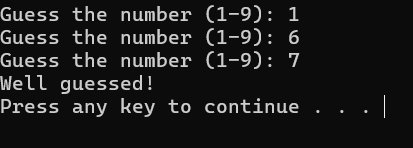 Guess the number (1-9): 1
Guess the number (1-9): 6
Guess the number (1-9): 7
Well guessed!
Press any key to continue . . .